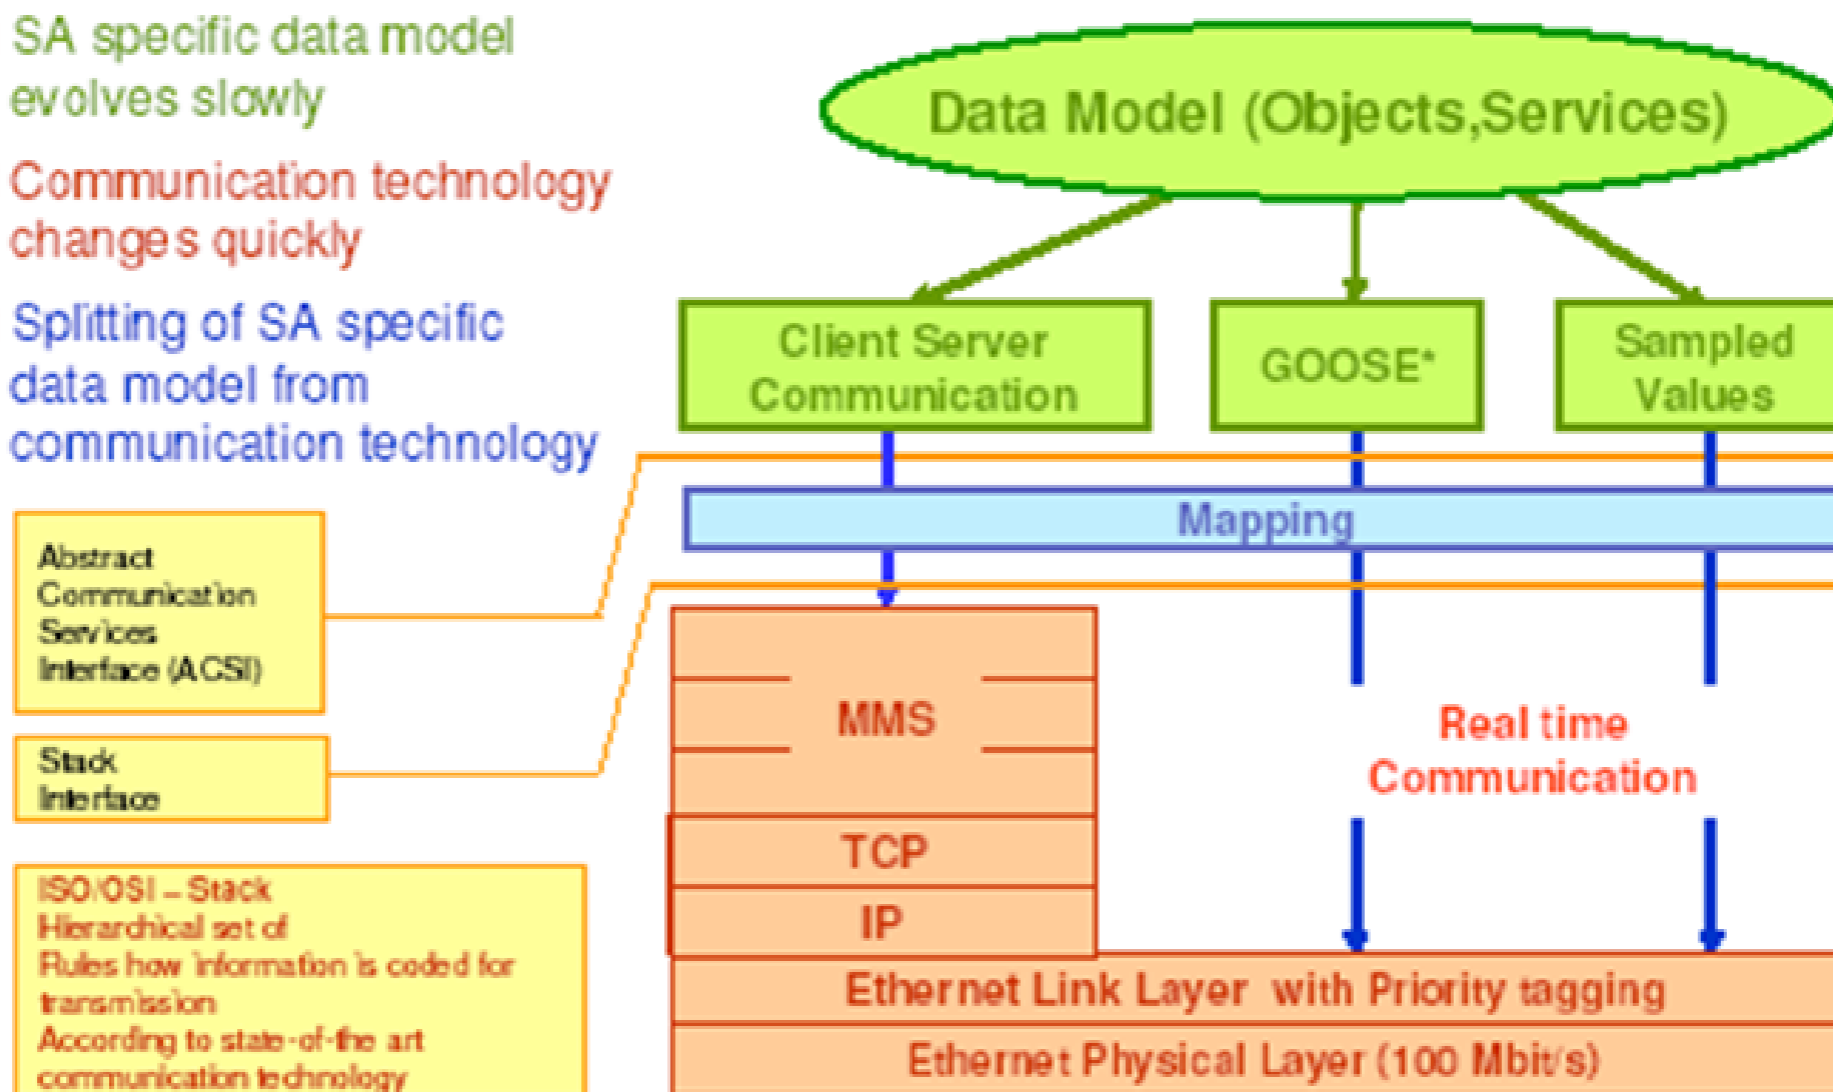 SA specific data model
evolves slowly
Communication technology
changes quickly
Splitting of SA specific
data model from
communication technology
Abstract
Communication
Services
Interface (ACSI)
Stack
Interface
ISO/OSI – Stack
Hierarchical set of
Rules how information is coded for
transmission
According to state-of-the art
communication technology
Data Model (Objects,Services)
Client Server
Communication
GOOSE*
Sampled
Values
Mapping
MMS
TCP
IP
Real time
Communication
Ethernet Link Layer with Priority tagging
Ethernet Physical Layer (100 Mbit/s)